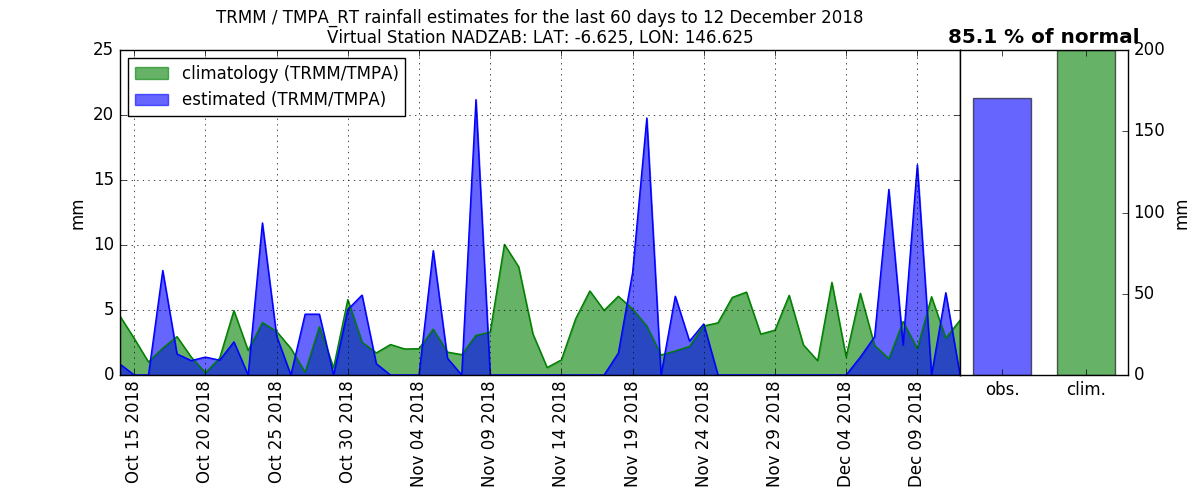 TRMM / TMPA_RT rainfall estimates for the last 60 days to 12 December 2018
Virtual Station NADZAB: LAT: -6.625, LON: 146.625
85.1 % of normal
climatology (TRMM/TMPA)
estimated (TRMM/TMPA)
25
20
15
10
5
0
mm
Oct 15 2018
Oct 20 2018
Oct 25 2018
Oct 30 2018
Nov 04 2018
Nov 09 2018
Nov 14 2018
Nov 19 2018
Nov 24 2018
Nov 29 2018
Dec 04 2018
Dec 09 2018
obs.
clim.
200
150
100
50
0
mm